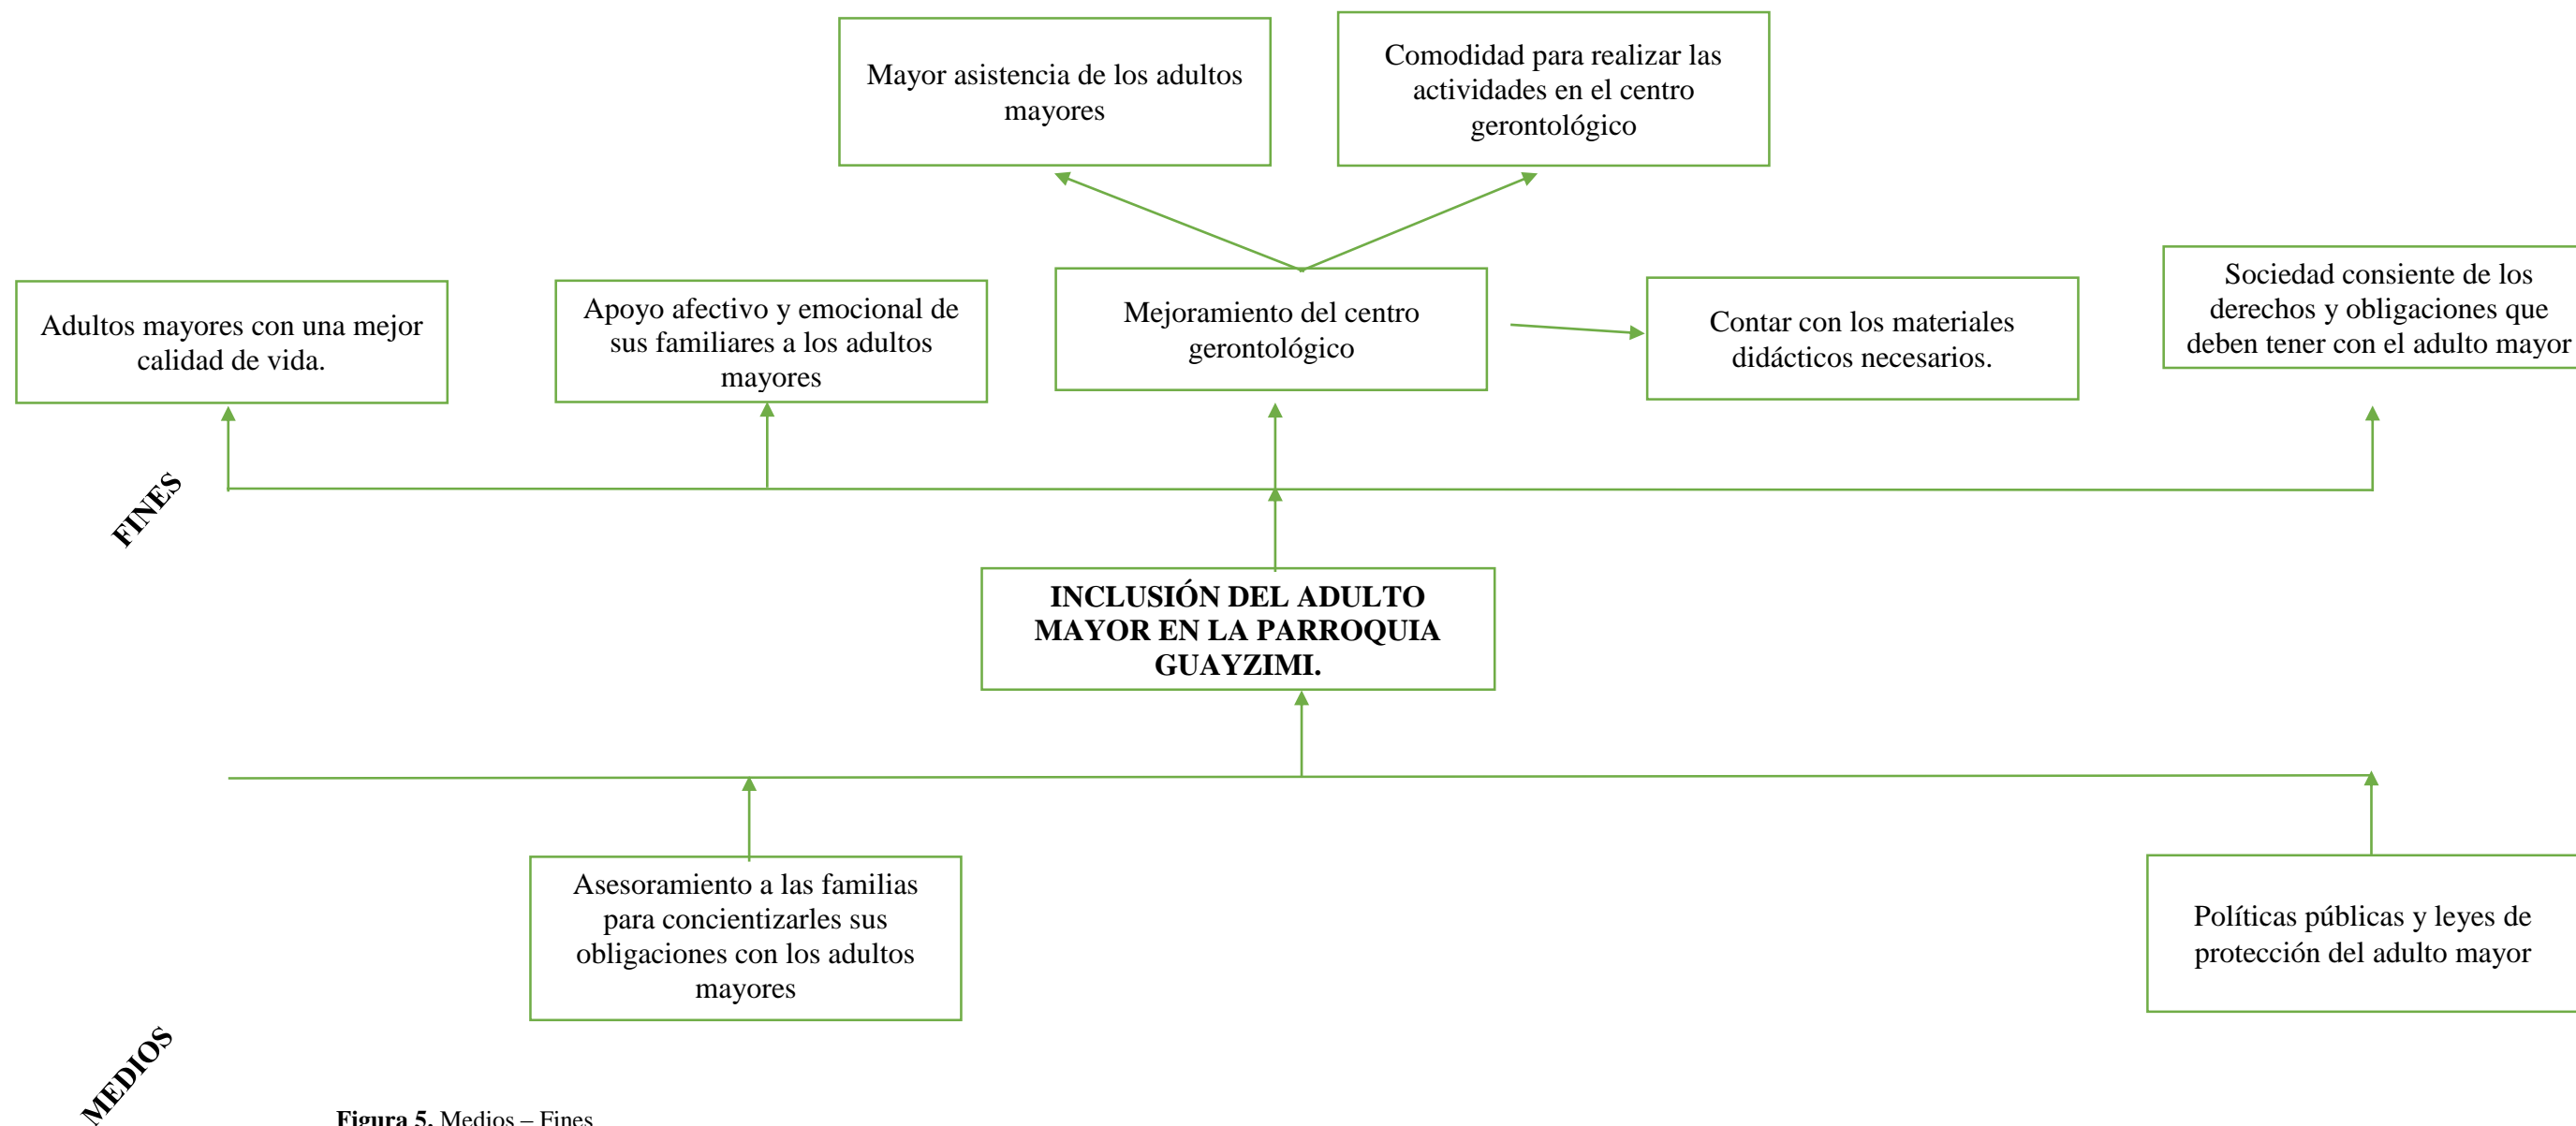 Mayor asistencia de los adultos
mayores
Comodidad para realizar las
actividades en el centro
gerontológico
Adultos mayores con una mejor
calidad de vida.
Apoyo afectivo y emocional de
sus familiares a los adultos
mayores
Mejoramiento del centro
gerontológico
Contar con los materiales
didácticos necesarios.
Sociedad consiente de los
derechos y obligaciones que
deben tener con el adulto mayor
FINES
INCLUSIÓN DEL ADULTO
MAYOR EN LA PARROQUIA
GUAYZIMI.
Asesoramiento a las familias
para concientizarles sus
obligaciones con los adultos
mayores
Políticas públicas y leyes de
protección del adulto mayor
MEDIOS
Figura 5. Medios – Fines